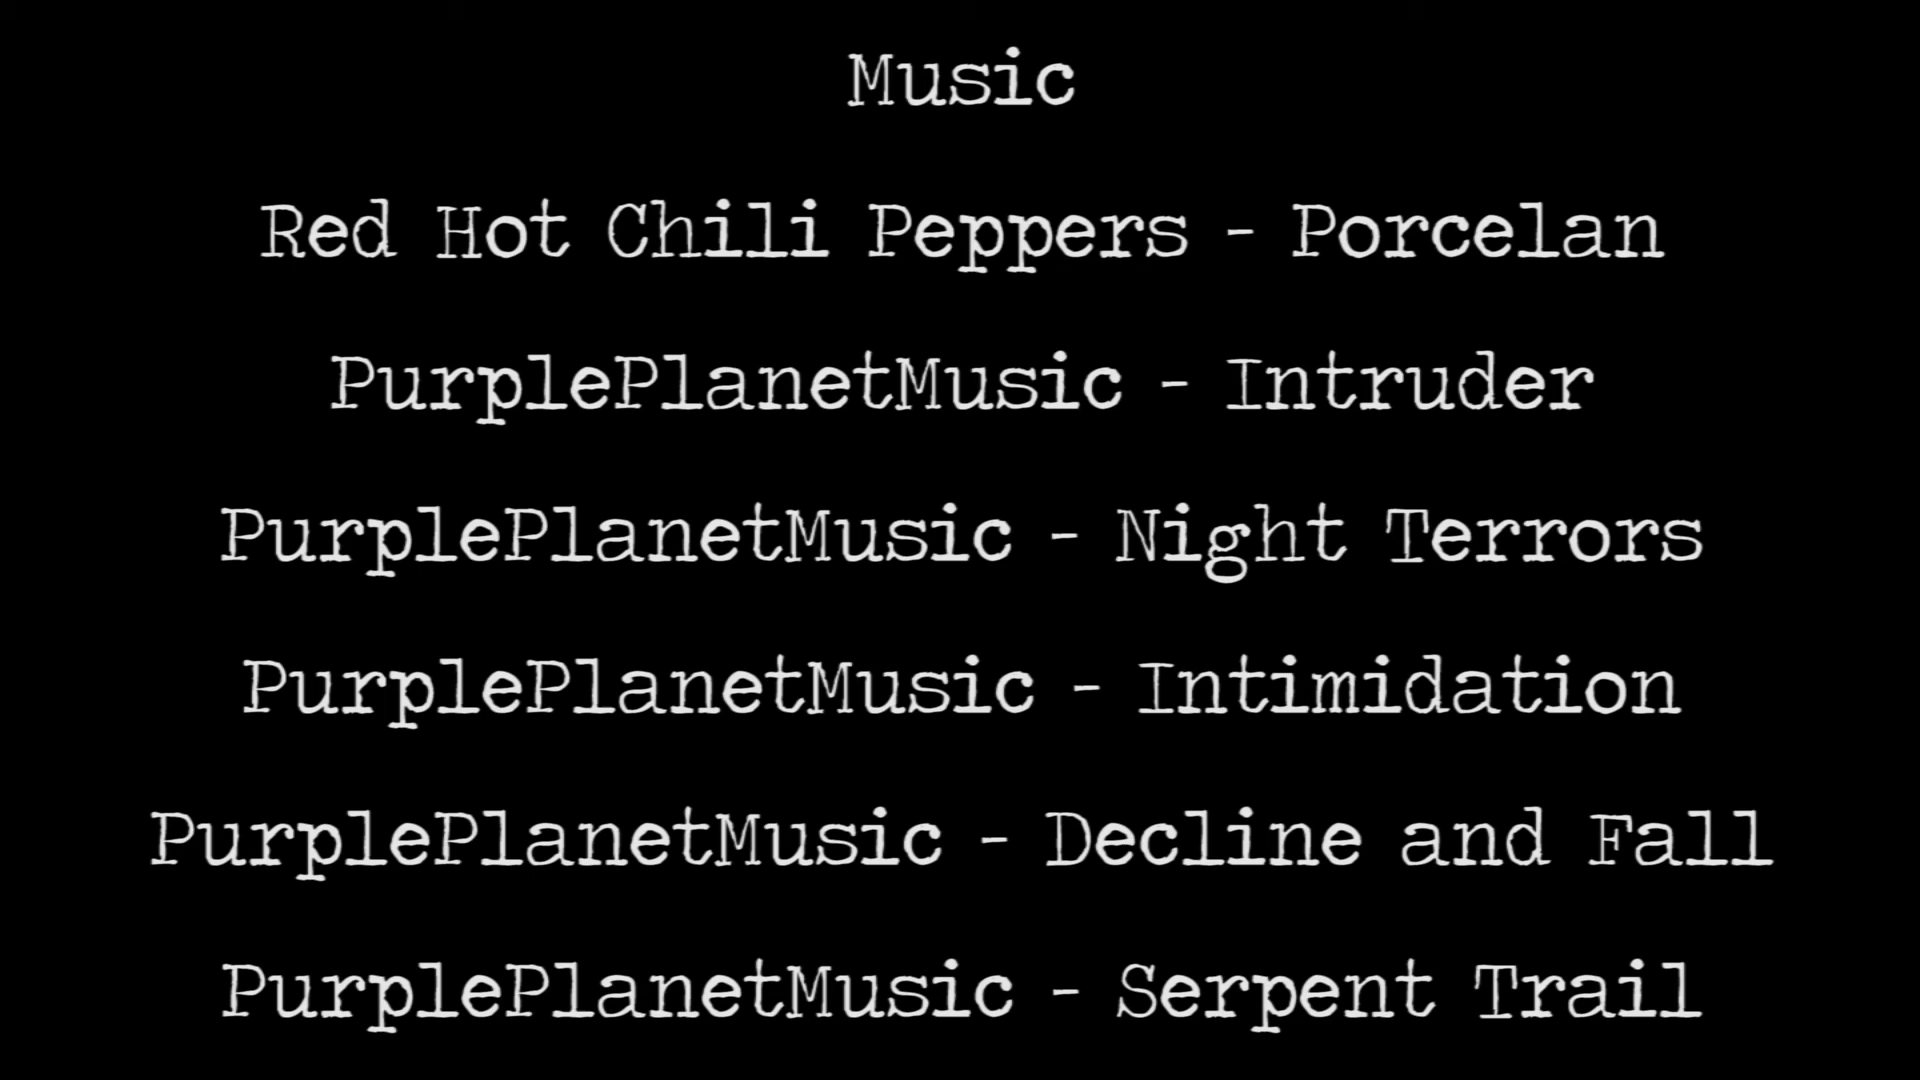 Music
Red Hot Chili Peppers - Porcelan
PurplePlanetMusic - Intruder
PurplePlanetMusic - Night Terrors
PurplePlanetMusic - Intimidation
PurplePlanetMusic - Decline and Fall
PurplePlanetMusic - Serpent Trail